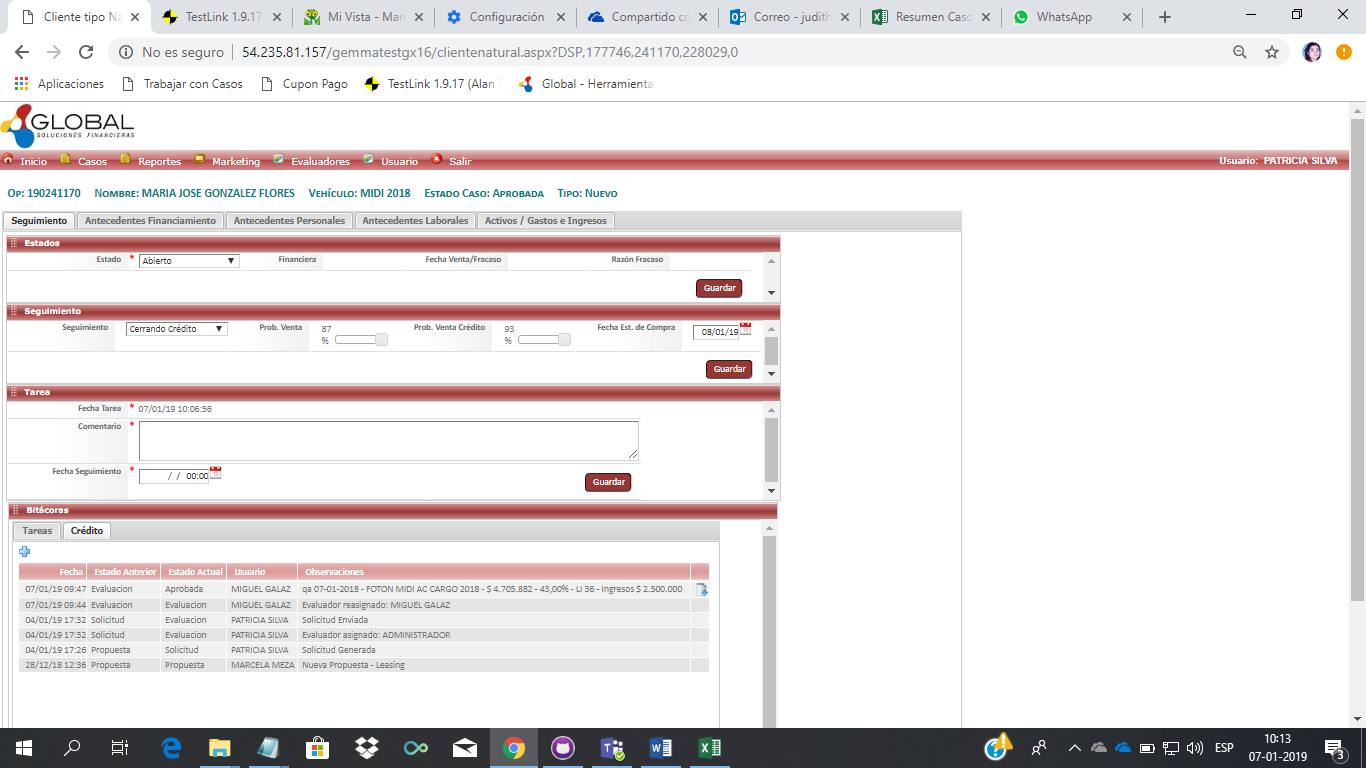 Cliente tipo Na
TestLink 1.9.17
Mi Vista - Man
Configuración
Compartido co
Correo - judith
Resumen Caso
WhatsApp
No es seguro | 54.235.81.157/gemmatestgx16/clientenatural.aspx?DSP,177746,241170,228029,0
Aplicaciones Trabajar con Casos Cupon Pago TestLink 1.9.17 (Alan Global - Herramienta
GLOBAL
SOLUCIONES FINANCIERAS
Inicio Casos Reportes Marketing Evaluadores Usuario Salir Usuario: PATRICIA SILVA
OP: 190241170 NOMBRE: MARIA JOSE GONZALEZ FLORES VEHÍCULO: MIDI 2018 ESTADO CASO: APROBADA TIPO: NUEVO
Seguimiento Antecedentes Financiamiento Antecedentes Personales Antecedentes Laborales Activos / Gastos e Ingresos
Estados
Estado * Abierto Financiera Fecha Venta/Fracaso Razón Fracaso
Guardar
Seguimiento
Seguimiento Cerrando Crédito Prob. Venta 87 % Prob. Venta Crédito 93 % Fecha Est. de Compra 08/01/19
Guardar
Tarea
Fecha Tarea * 07/01/19 10:06:56
Comentario *
Fecha Seguimiento * / / 00:00
Guardar
Bitácoras
Tareas Crédito
Fecha Estado Anterior Estado Actual Usuario Observaciones
07/01/19 09:47 Evaluacion Aprobada MIGUEL GALAZ qa 07-01-2018 - FOTON MIDI AC CARGO 2018 - $ 4.705.882 - 43,00% - LI 36 - Ingresos $ 2.500.000
07/01/19 09:44 Evaluacion Evaluacion MIGUEL GALAZ Evaluador reasignado: MIGUEL GALAZ
04/01/19 17:32 Solicitud Evaluacion PATRICIA SILVA Solicitud Enviada
04/01/19 17:32 Solicitud Evaluacion PATRICIA SILVA Evaluador asignado: ADMINISTRADOR
04/01/19 17:26 Propuesta Solicitud PATRICIA SILVA Solicitud Generada
28/12/18 12:36 Propuesta Propuesta MARCELA MEZA Nueva Propuesta - Leasing
ESP
10:13
07-01-2019
3